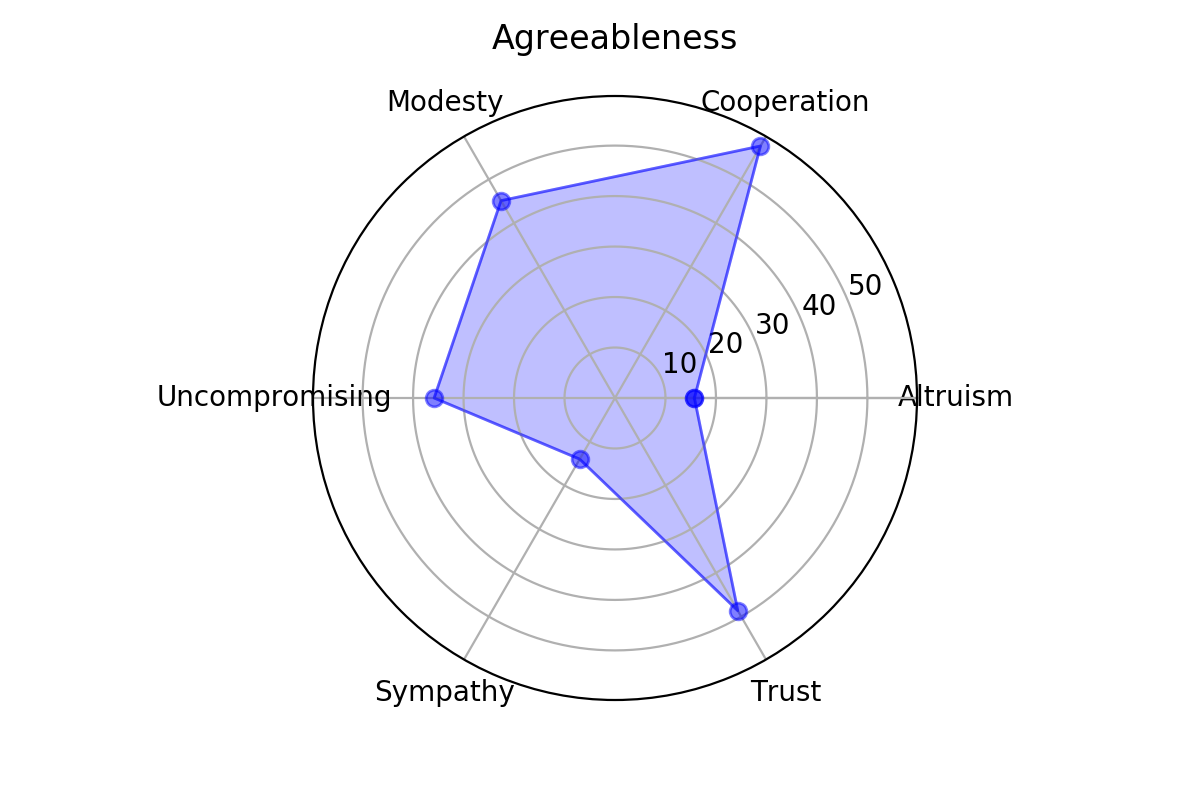 Agreeableness
Modesty
Cooperation
50
40
30
20
10
Uncompromising
Altruism
Sympathy
Trust